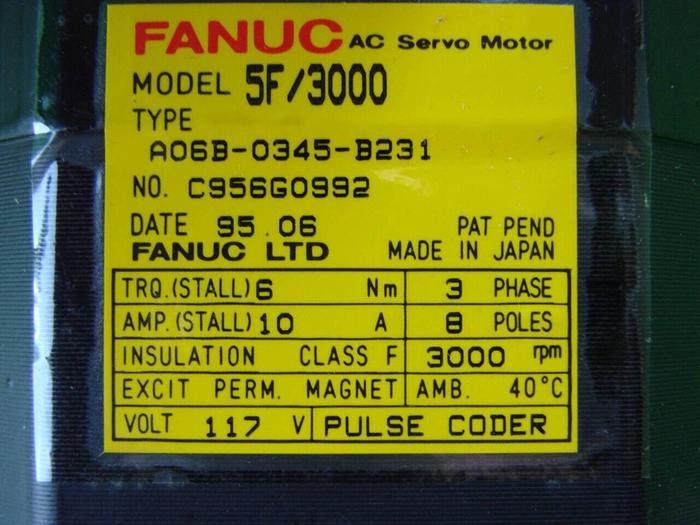 FANUC AC Servo Motor
MODEL 5F/3000
TYPE
A06B-0345-B231
NO. C956G0992
DATE 95.06 PAT PEND
FANUC LTD MADE IN JAPAN
TRQ.(STALL) 6 Nm 3 PHASE
AMP.(STALL) 10 A 8 POLES
INSULATION CLASS F 3000 rpm
EXCIT PERM. MAGNET AMB. 40°C
VOLT 117 V PULSE CODER